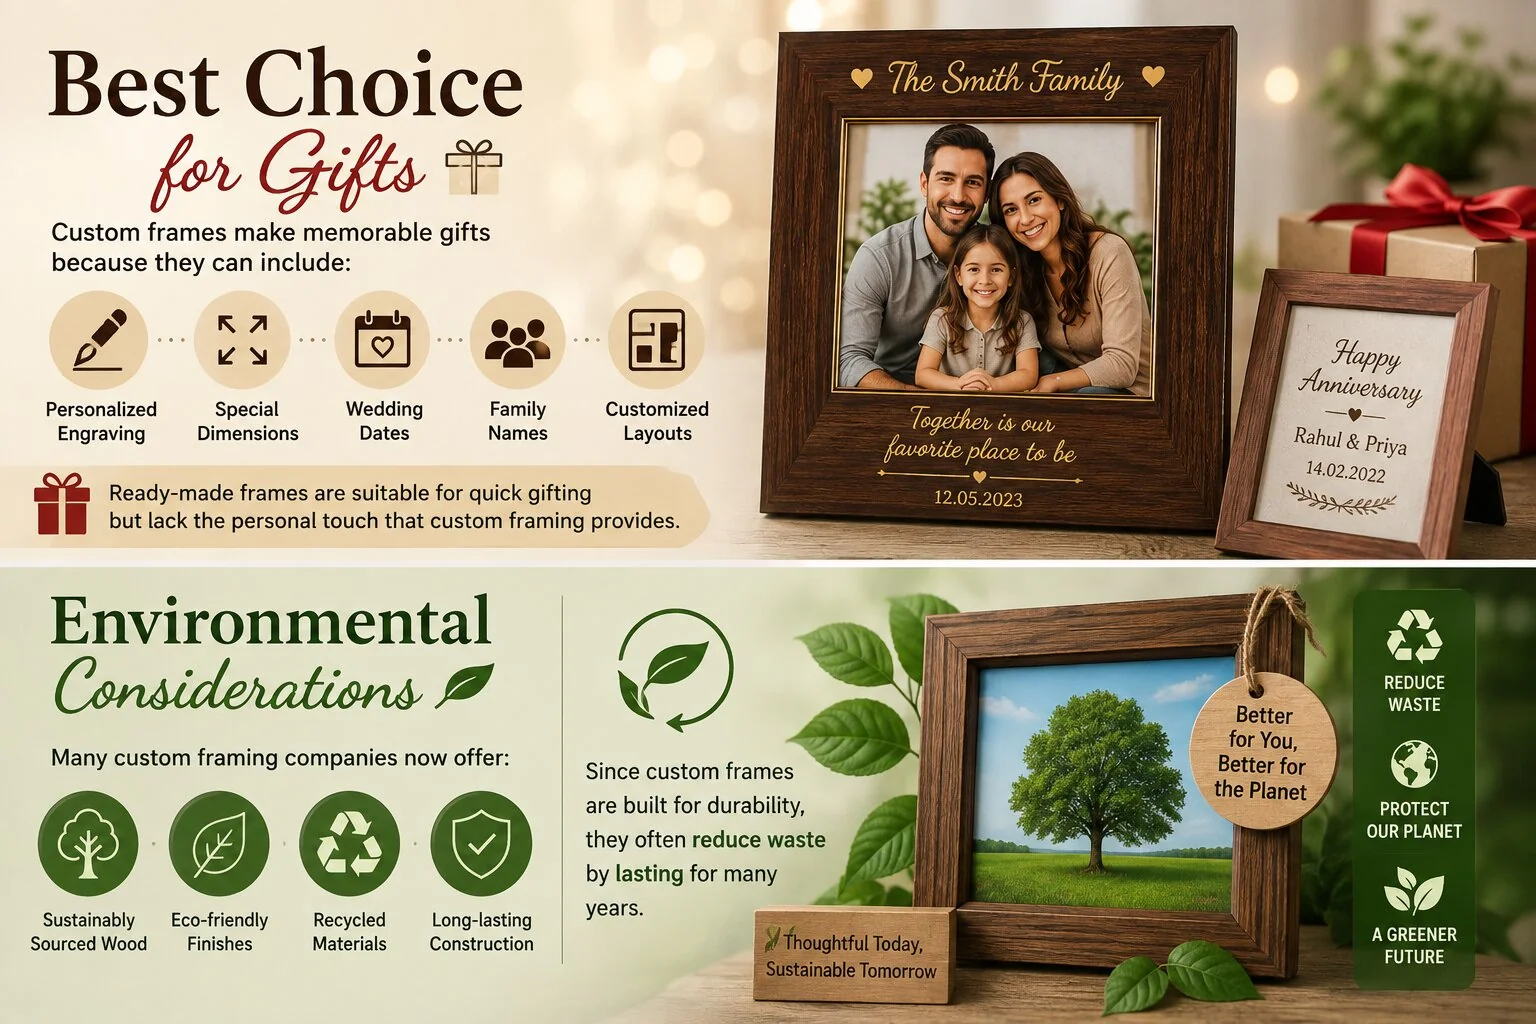 Best Choice
for Gifts
Custom frames make memorable gifts
because they can include:
Personalized
Engraving
Special
Dimensions
Wedding
Dates
Family
Names
Customized
Layouts
Ready-made frames are suitable for quick gifting
but lack the personal touch that custom framing provides.
The Smith Family
Together is our
favorite place to be
12.05.2023
Happy
Anniversary
Rahul & Priya
14.02.2022
Environmental
Considerations
Many custom framing companies now offer:
Sustainably
Sourced Wood
Eco-friendly
Finishes
Recycled
Materials
Long-lasting
Construction
Since custom frames
are built for durability,
they often reduce waste
by lasting for many
years.
Better
for You,
Better for
the Planet
Thoughtful Today,
Sustainable Tomorrow
REDUCE
WASTE
PROTECT
OUR PLANET
A GREENER
FUTURE